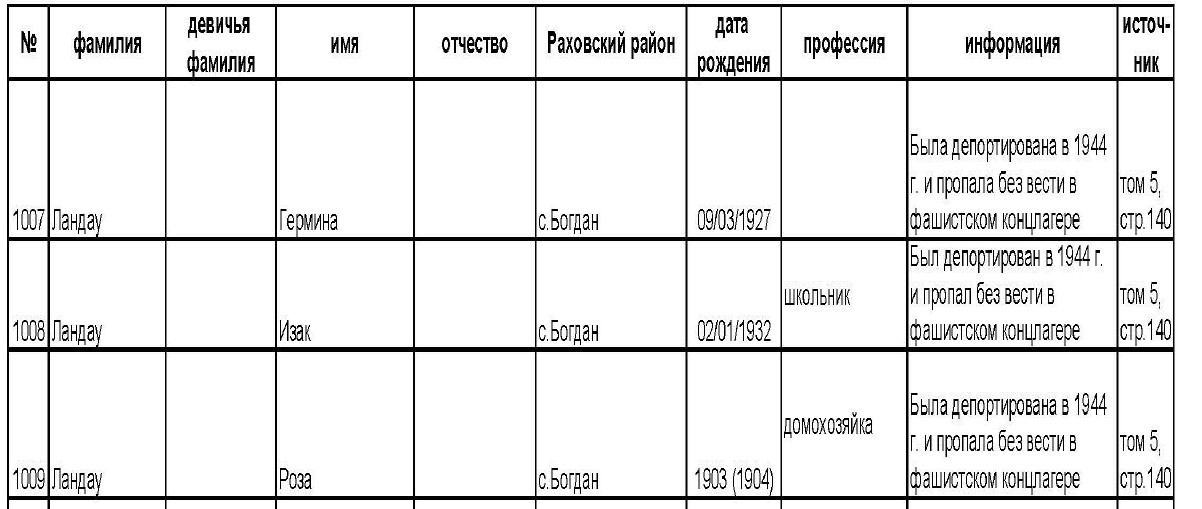 № фамилия девичья фамилия имя отчество Раховский район дата рождения профессия информация источ-ник
1007 Ландау Гермина с.Богдан 09/03/1927 Была депортирована в 1944 г. и пропала без вести в фашистском концлагере том 5, стр.140
1008 Ландау Изак с.Богдан 02/01/1932 школьник Был депортирован в 1944 г. и пропал без вести в фашистском концлагере том 5, стр.140
1009 Ландау Роза с.Богдан 1903 (1904) домохозяйка Была депортирована в 1944 г. и пропала без вести в фашистском концлагере том 5, стр.140